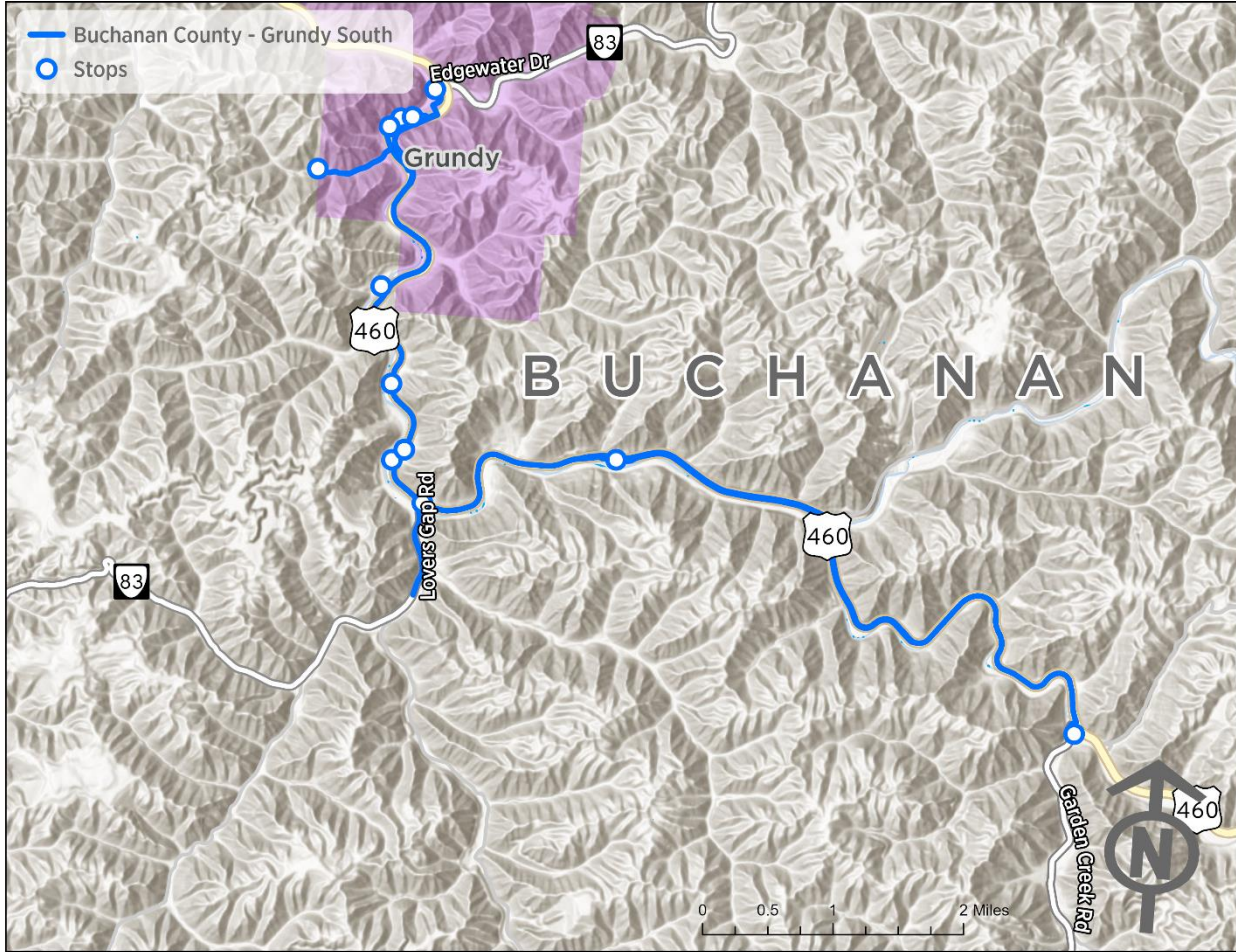 Buchanan County - Grundy South
Stops
83
Edgewater Dr
Grundy
460
BUCHANAN
Lovers Gap Rd
460
83
460
Garden Creek Rd
N
0 0.5 1 2 Miles